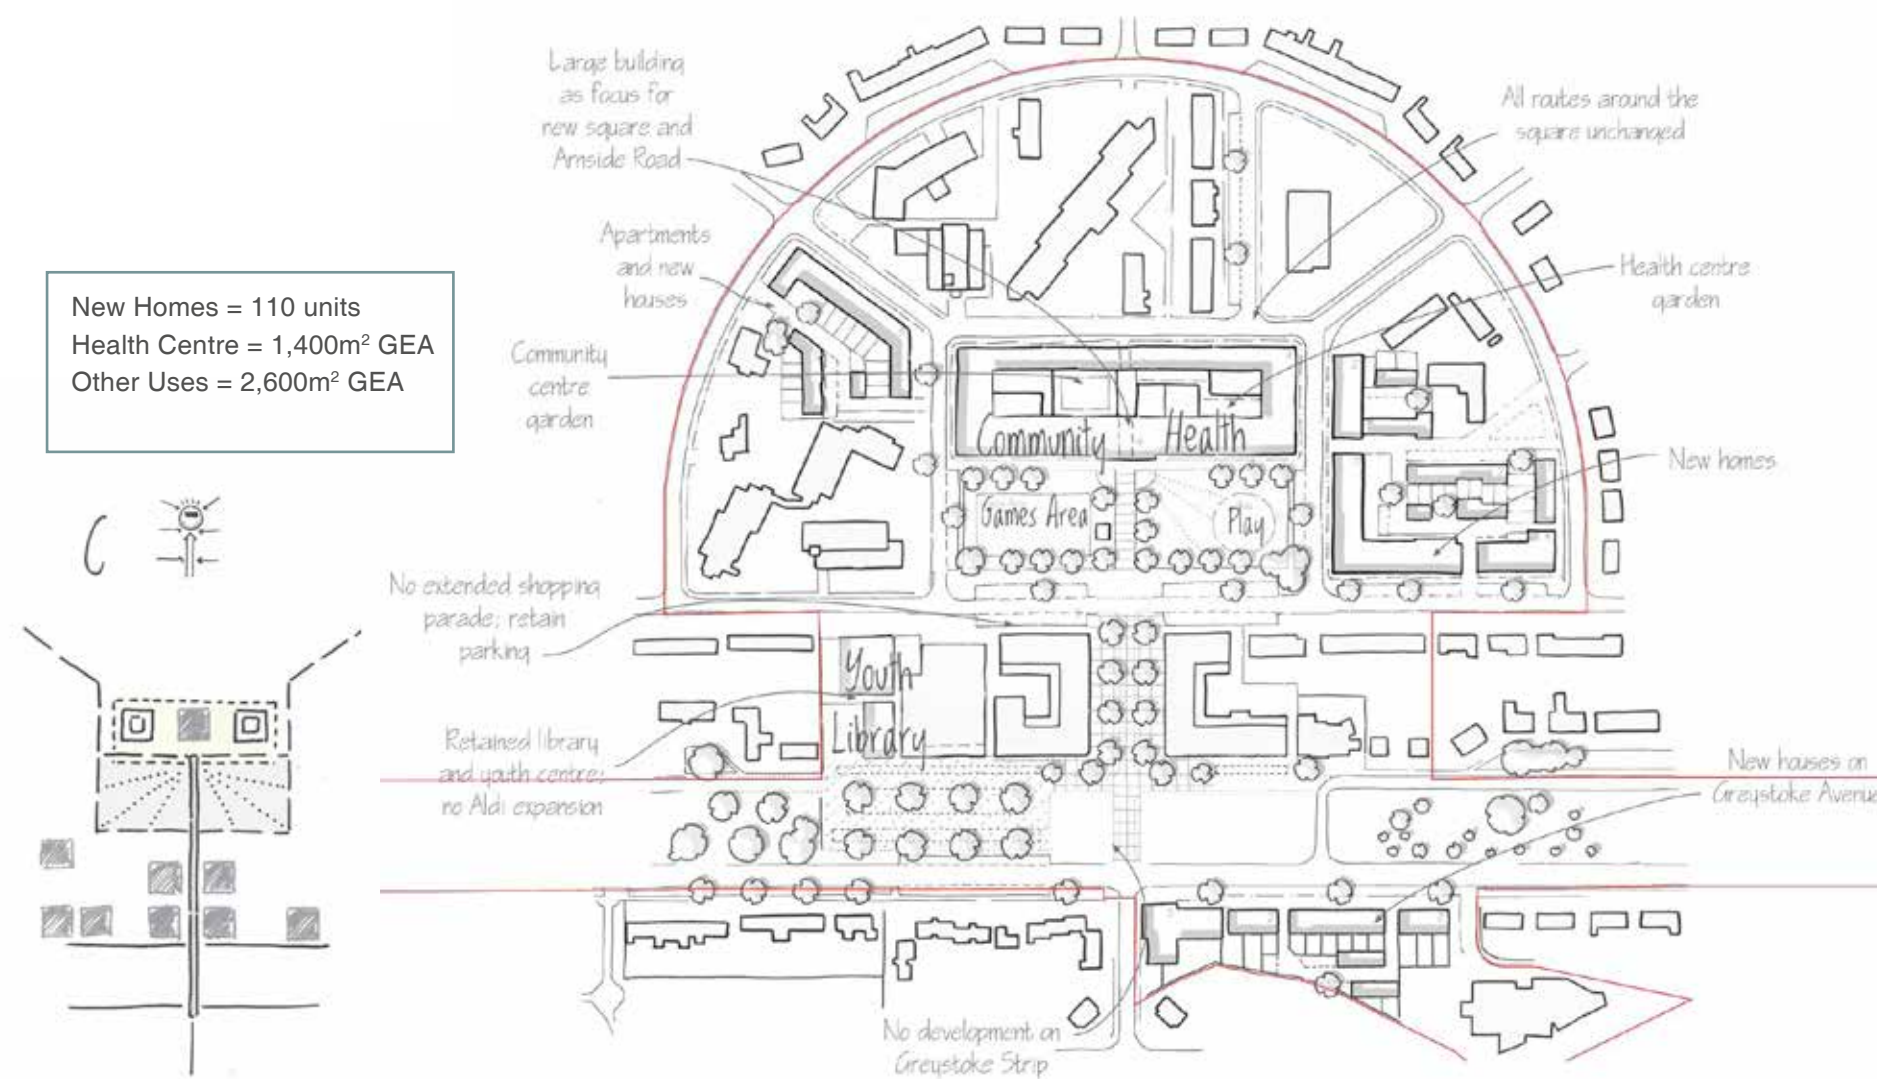 Large building
as focus for
new square and
Arnside Road
All routes around the
square unchanged
Apartments
and new
houses
Health centre
garden
New Homes = 110 units
Health Centre = 1,400m² GEA
Other Uses = 2,600m² GEA
Community
centre
garden
Community
Health
New homes
Games Area
Play
No extended shopping
parade; retain
parking
Youth
Library
Retained library
and youth centre;
no Aldi expansion
New houses on
Greystoke Avenue
No development on
Greystoke Strip